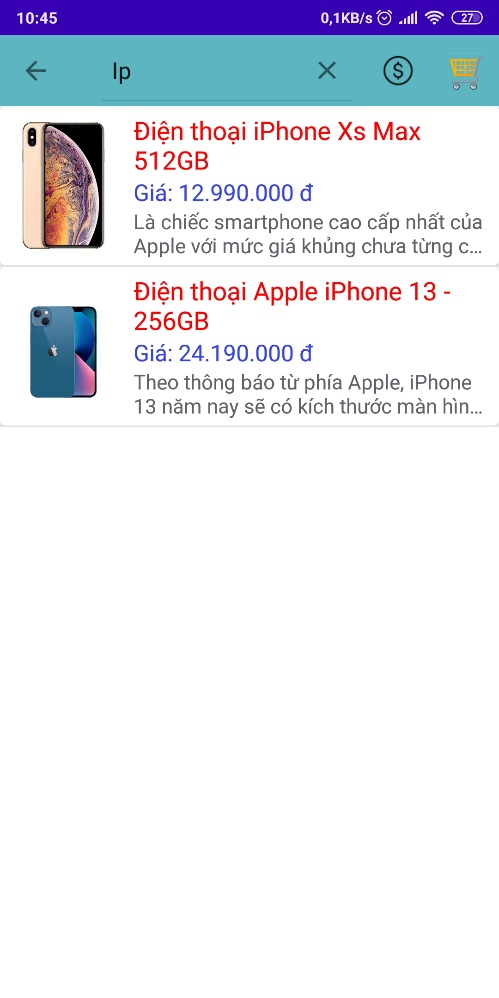 10:45
0,1KB/s
27
Ip
Điện thoại iPhone Xs Max
512GB
Giá: 12.990.000 đ
Là chiếc smartphone cao cấp nhất của
Apple với mức giá khủng chưa từng c...
Điện thoại Apple iPhone 13 -
256GB
Giá: 24.190.000 đ
Theo thông báo từ phía Apple, iPhone
13 năm nay sẽ có kích thước màn hìn...